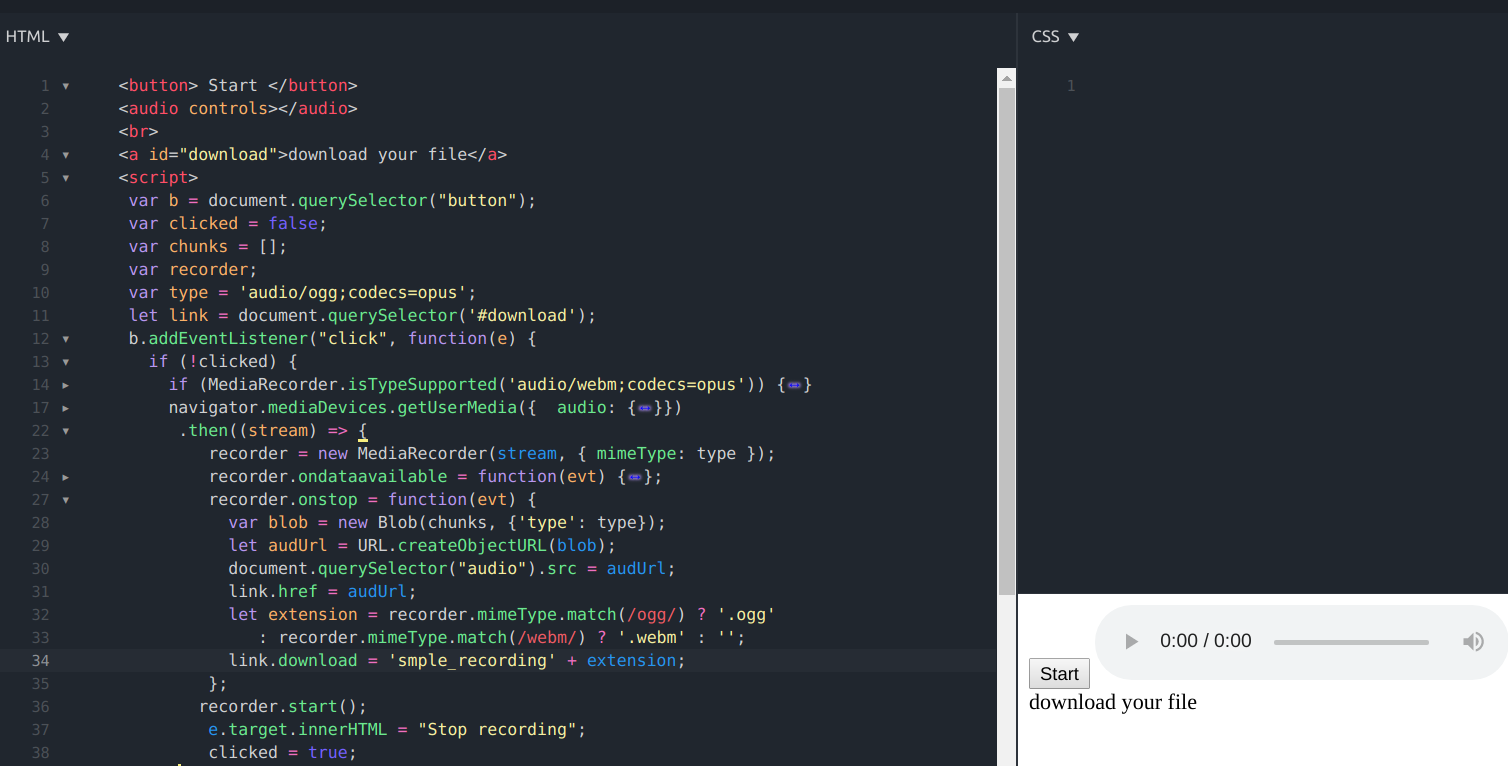 HTML ▼
1 <button> Start </button>
2 <audio controls></audio>
3 <br>
4 <a id="download">download your file</a>
5 <script>
6 var b = document.querySelector("button");
7 var clicked = false;
8 var chunks = [];
9 var recorder;
10 var type = 'audio/ogg;codecs=opus';
11 let link = document.querySelector('#download');
12 b.addEventListener("click", function(e) {
13 if (!clicked) {
14 if (MediaRecorder.isTypeSupported('audio/webm;codecs=opus')) {↔}
17 navigator.mediaDevices.getUserMedia({  audio: {↔}})
22 .then((stream) => {
23 recorder = new MediaRecorder(stream, { mimeType: type });
24 recorder.ondataavailable = function(evt) {↔};
27 recorder.onstop = function(evt) {
28 var blob = new Blob(chunks, {'type': type});
29 let audUrl = URL.createObjectURL(blob);
30 document.querySelector("audio").src = audUrl;
31 link.href = audUrl;
32 let extension = recorder.mimeType.match(/ogg/) ? '.ogg'
33 : recorder.mimeType.match(/webm/) ? '.webm' : '';
34 link.download = 'smple_recording' + extension;
35 };
36 recorder.start();
37 e.target.innerHTML = "Stop recording";
38 clicked = true;
CSS ▼
1
0:00 / 0:00
Start
download your file